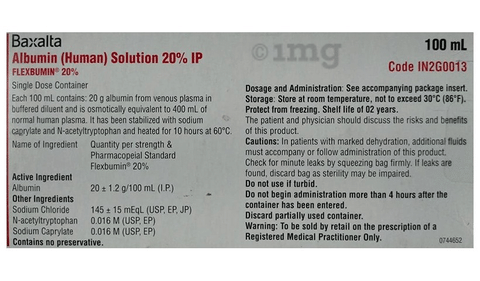 Baxalta
Albumin (Human) Solution 20% IP
FLEXBUMIN® 20%
Single Dose Container
Each 100 mL contains: 20 g albumin from venous plasma in
buffered diluent and is osmotically equivalent to 400 mL of
normal human plasma. It has been stabilized with sodium
caprylate and N-acetyltryptophan and heated for 10 hours at 60°C.
Name of Ingredient Quantity per strength &
Pharmacopeial Standard
Flexbumin® 20%
Active Ingredient
Albumin 20 ± 1.2 g/100 mL (I.P.)
Other Ingredients
Sodium Chloride 145 ± 15 mEq/L (USP, EP, JP)
N-acetyltryptophan 0.016 M (USP, EP)
Sodium Caprylate 0.016 M (USP, EP)
Contains no preservative.
1mg
100 mL
Code IN2G0013
Dosage and Administration: See accompanying package insert.
Storage: Store at room temperature, not to exceed 30°C (86°F).
Protect from freezing. Shelf life of 02 years.
The patient and physician should discuss the risks and benefits
of this product.
Cautions: In patients with marked dehydration, additional fluids
must accompany or follow administration of this product.
Check for minute leaks by squeezing bag firmly. If leaks are
found, discard bag as sterility may be impaired.
Do not use if turbid.
Do not begin administration more than 4 hours after the
container has been entered.
Discard partially used container.
Warning: To be sold by retail on the prescription of a
Registered Medical Practitioner Only.
0744652